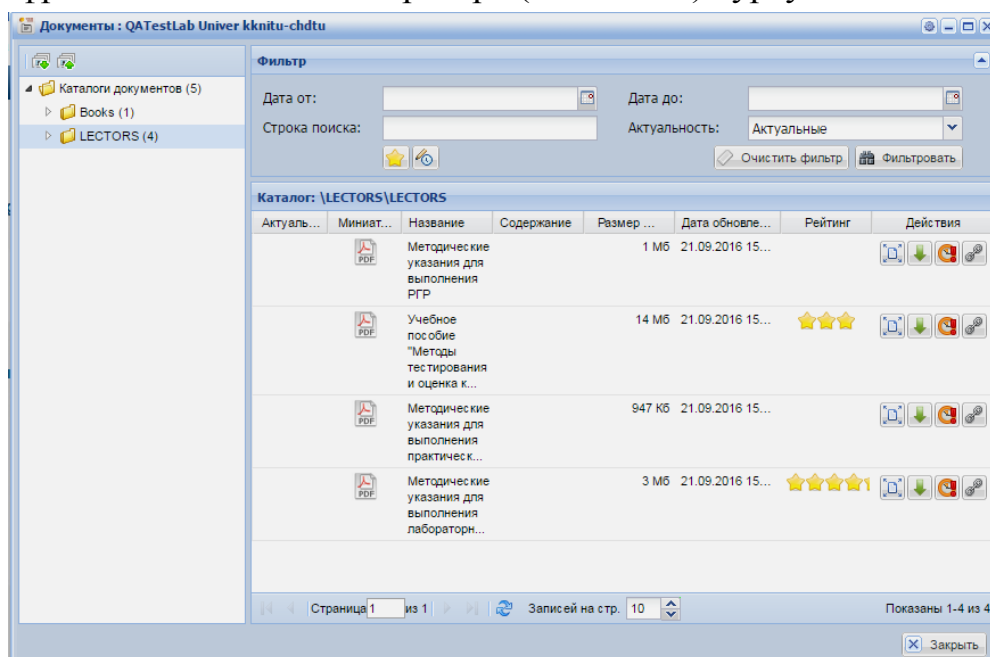 Документы : QATestLab Univer kknitu-chdtu
Каталоги документов (5)
Books (1)
LECTORS (4)
Фильтр
Дата от:
Дата до:
Строка поиска:
Актуальность: Актуальные
Очистить фильтр
Фильтровать
Каталог: \LECTORS\LECTORS
Актуаль... Миниат... Название Содержание Размер ... Дата обновле... Рейтинг Действия
PDF
Методические
указания для
выполнения
РГР
1 Мб 21.09.2016 15...
PDF
Учебное
пособие
"Методы
тестирования
и оценка к...
14 Мб 21.09.2016 15...
PDF
Методические
указания для
выполнения
практическ...
947 Кб 21.09.2016 15...
PDF
Методические
указания для
выполнения
лабораторн...
3 Мб 21.09.2016 15...
Страница 1 из 1
Записей на стр. 10
Показаны 1-4 из 4
Закрыть